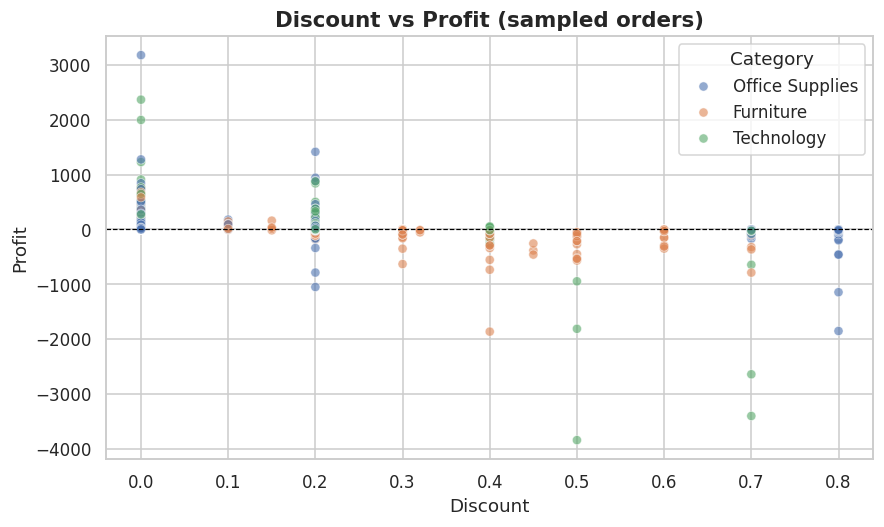 Discount vs Profit (sampled orders)
Category
Office Supplies
Furniture
Technology
Profit
3000
2000
1000
0
−1000
−2000
−3000
−4000
0.0 0.1 0.2 0.3 0.4 0.5 0.6 0.7 0.8
Discount